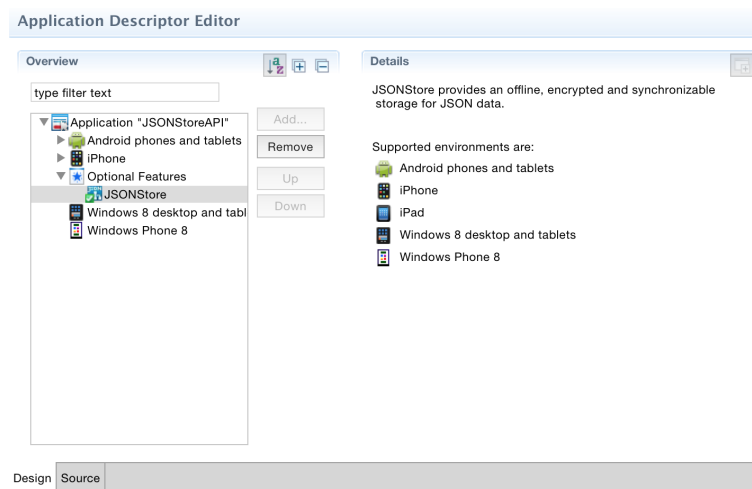 Application Descriptor Editor
Overview
type filter text
Application "JSONStoreAPI"
Android phones and tablets
iPhone
Optional Features
JSONStore
Windows 8 desktop and tabl
Windows Phone 8
Add...
Remove
Up
Down
Details
JSONStore provides an offline, encrypted and synchronizable
storage for JSON data.
Supported environments are:
Android phones and tablets
iPhone
iPad
Windows 8 desktop and tablets
Windows Phone 8
Design
Source